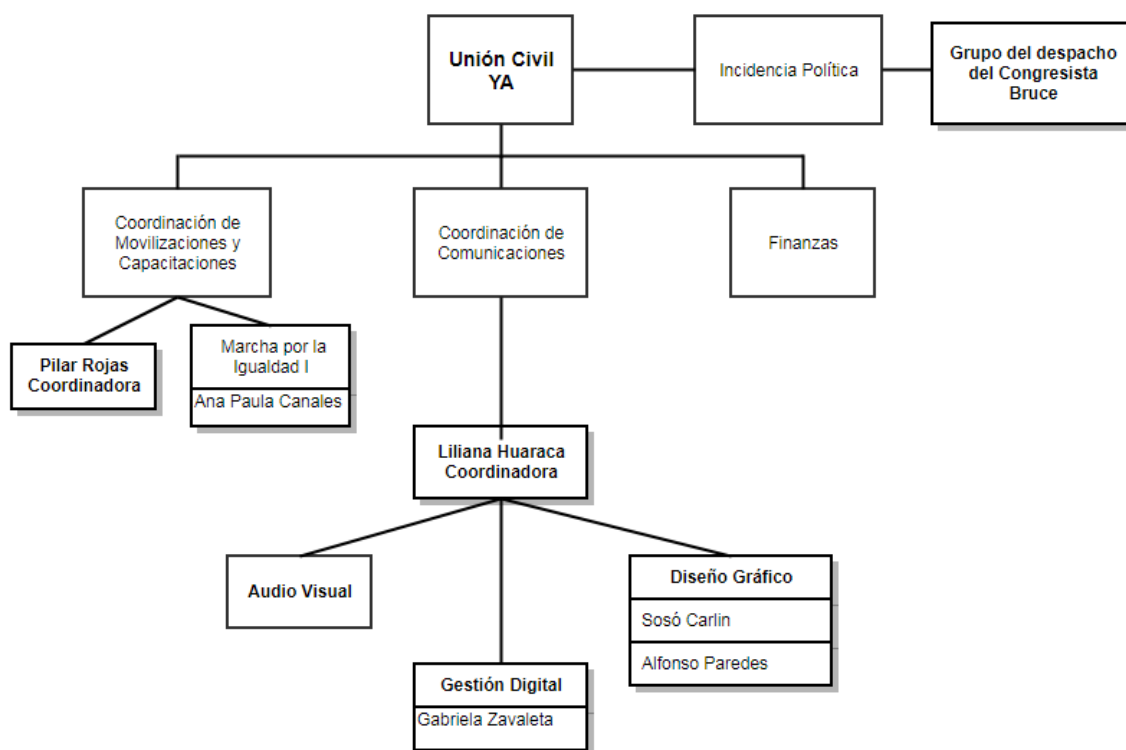 Unión Civil
YA
Incidencia Política
Grupo del despacho
del Congresista
Bruce
Coordinación de
Movilizaciones y
Capacitaciones
Coordinación de
Comunicaciones
Finanzas
Pilar Rojas
Coordinadora
Marcha por la
Igualdad I
Ana Paula Canales
Liliana Huaraca
Coordinadora
Audio Visual
Diseño Gráfico
Sosó Carlin
Alfonso Paredes
Gestión Digital
Gabriela Zavaleta